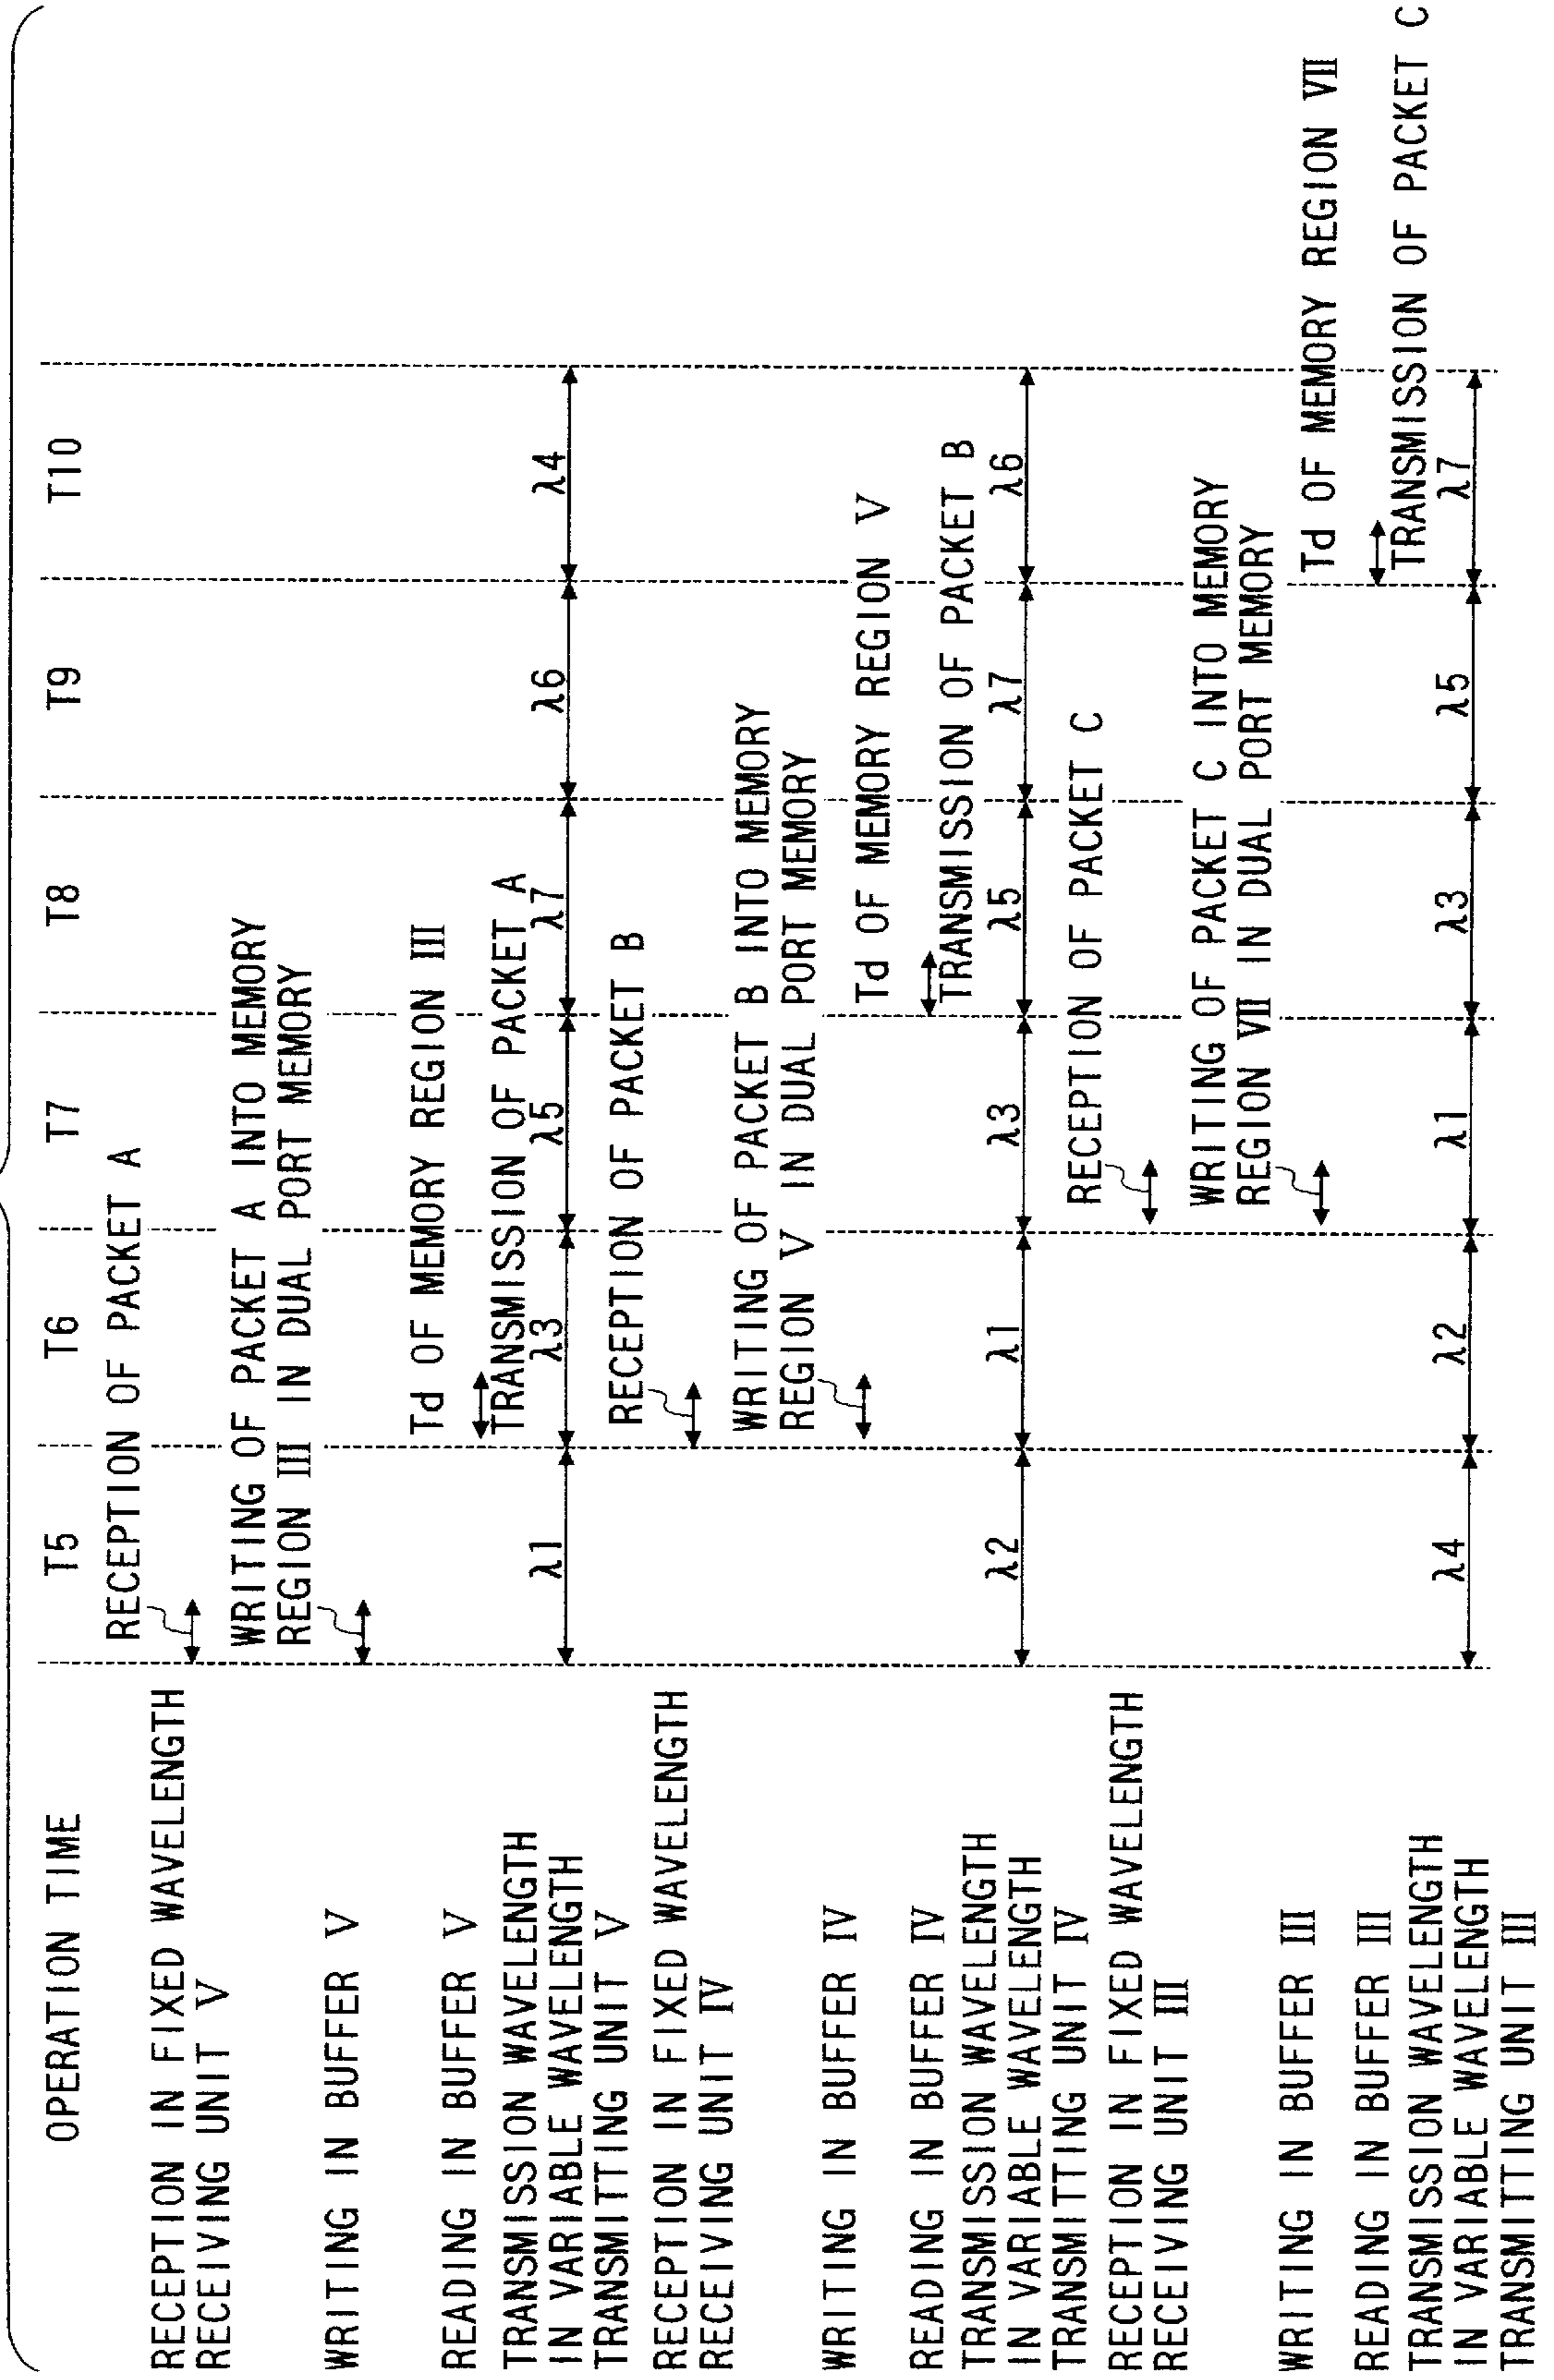 OPERATION TIME
T5
T6
T7
T8
T9
T10
RECEPTION IN FIXED WAVELENGTH
RECEIVING UNIT V
RECEPTION OF PACKET A
WRITING IN BUFFER V
WRITING OF PACKET A INTO MEMORY
REGION III IN DUAL PORT MEMORY
READING IN BUFFER V
Td OF MEMORY REGION III
TRANSMISSION OF PACKET A
TRANSMISSION WAVELENGTH
IN VARIABLE WAVELENGTH
TRANSMITTING UNIT V
λ1
λ3
λ5
λ7
λ6
λ4
RECEPTION IN FIXED WAVELENGTH
RECEIVING UNIT IV
RECEPTION OF PACKET B
WRITING IN BUFFER IV
WRITING OF PACKET B INTO MEMORY
REGION V IN DUAL PORT MEMORY
READING IN BUFFER IV
Td OF MEMORY REGION V
TRANSMISSION OF PACKET B
TRANSMISSION WAVELENGTH
IN VARIABLE WAVELENGTH
TRANSMITTING UNIT IV
λ2
λ1
λ3
λ5
λ7
λ6
RECEPTION IN FIXED WAVELENGTH
RECEIVING UNIT III
RECEPTION OF PACKET C
WRITING IN BUFFER III
WRITING OF PACKET C INTO MEMORY
REGION VII IN DUAL PORT MEMORY
READING IN BUFFER III
Td OF MEMORY REGION VII
TRANSMISSION OF PACKET C
TRANSMISSION WAVELENGTH
IN VARIABLE WAVELENGTH
TRANSMITTING UNIT III
λ4
λ2
λ1
λ3
λ5
λ7